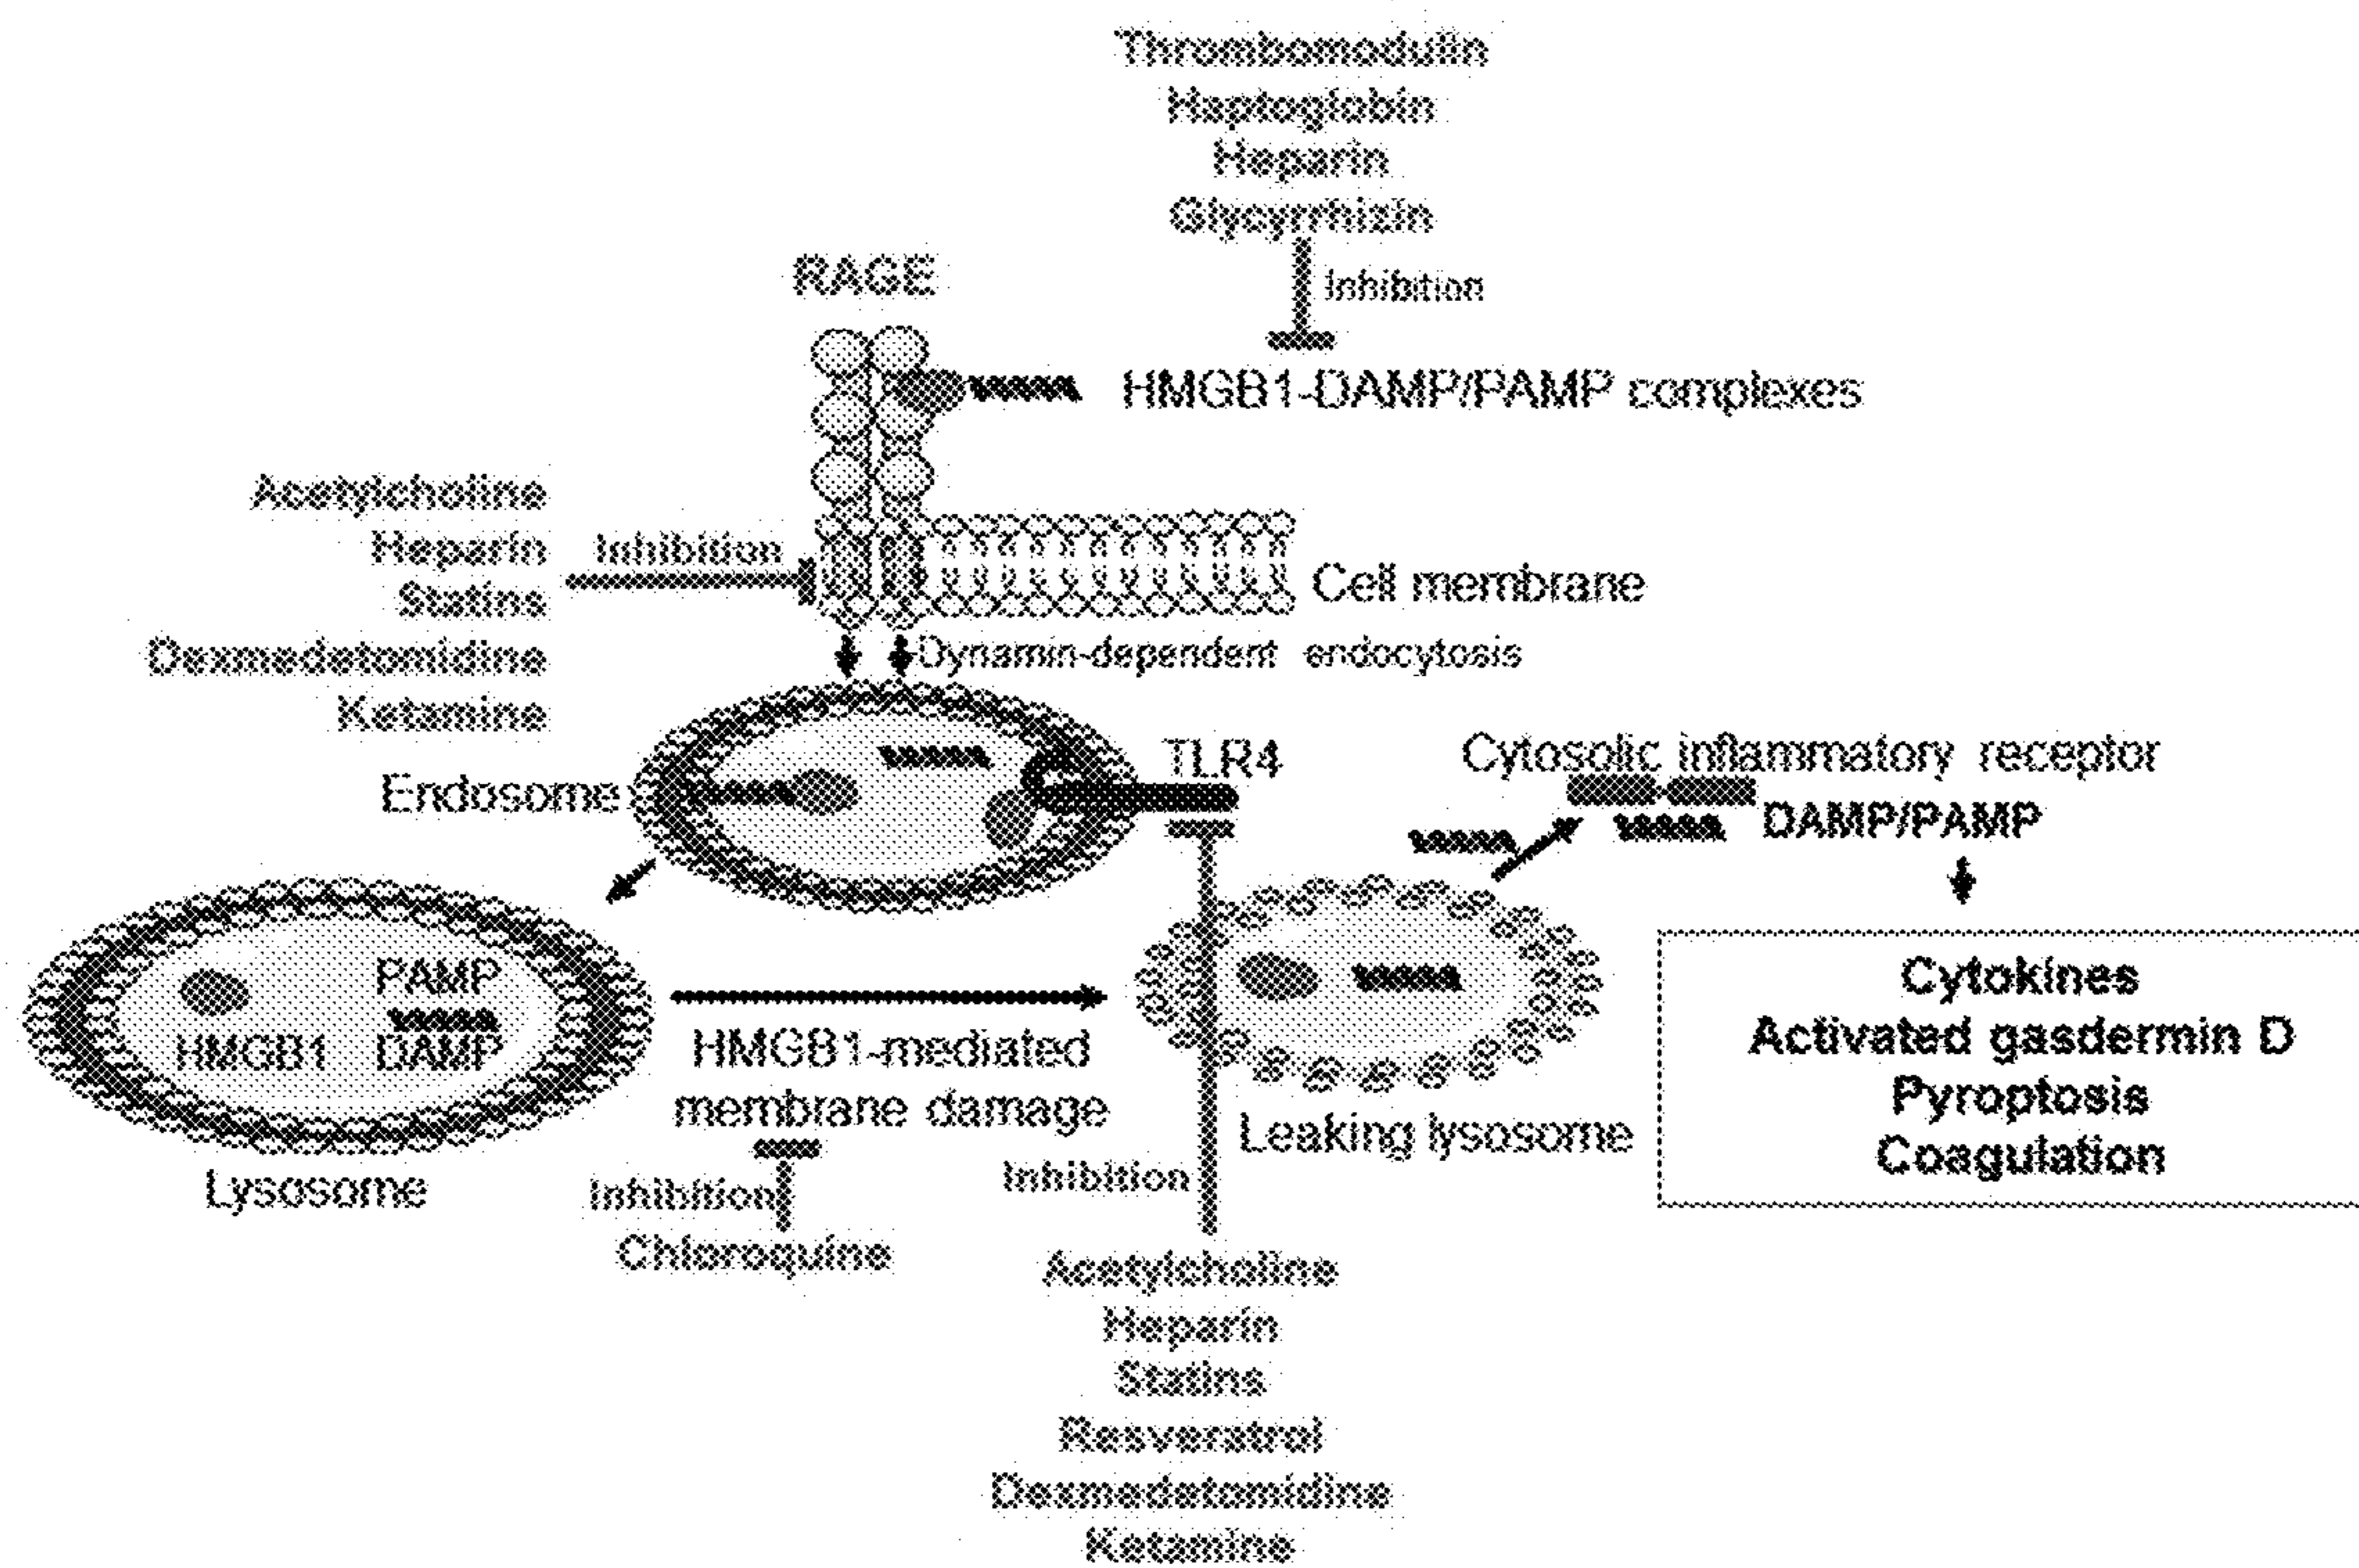 Thrombomodulin
Haptoglobin
Heparin
Glycyrrhizin
Inhibition
RAGE
HMGB1-DAMP/PAMP complexes
Acetylcholine
Heparin
Statins
Dexmedetomidine
Ketamine
Inhibition
Cell membrane
Dynamin-dependent endocytosis
Endosome
TLR4
Cytosolic inflammatory receptor
DAMP/PAMP
PAMP
HMGB1 DAMP
Lysosome
HMGB1-mediated
membrane damage
Inhibition
Chloroquine
Leaking lysosome
Inhibition
Acetylcholine
Heparin
Statins
Resveratrol
Dexmedetomidine
Ketamine
Cytokines
Activated gasdermin D
Pyroptosis
Coagulation